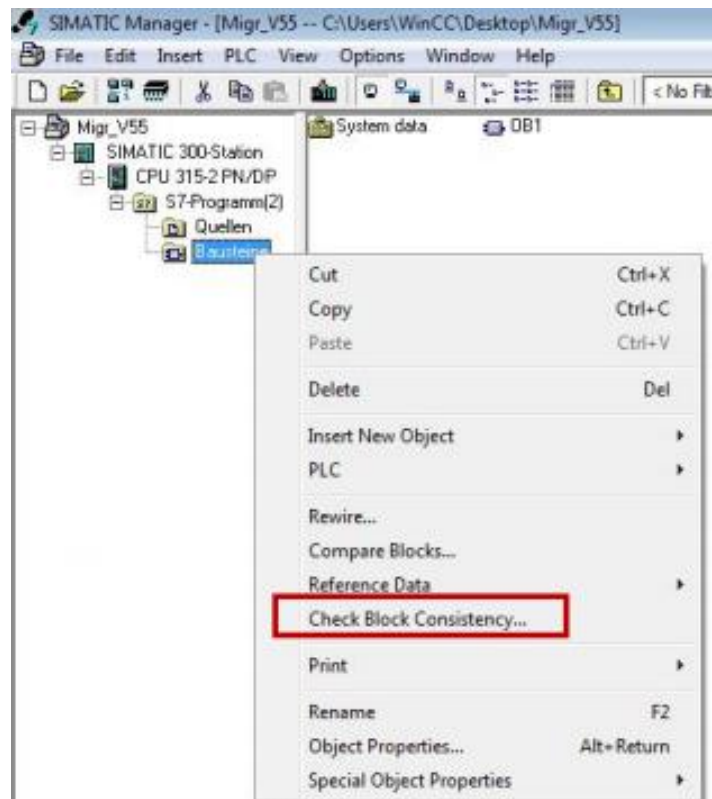 SIMATIC Manager - [Migr_V55 -- C:\Users\WinCC\Desktop\Migr_V55]
File Edit Insert PLC View Options Window Help
< No Filt
Migr_V55
SIMATIC 300-Station
CPU 315-2 PN/DP
S7-Programm(2)
Quellen
Bausteine
System data OB1
Cut Ctrl+X
Copy Ctrl+C
Paste Ctrl+V
Delete Del
Insert New Object
PLC
Rewire...
Compare Blocks...
Reference Data
Check Block Consistency...
Print
Rename F2
Object Properties... Alt+Return
Special Object Properties